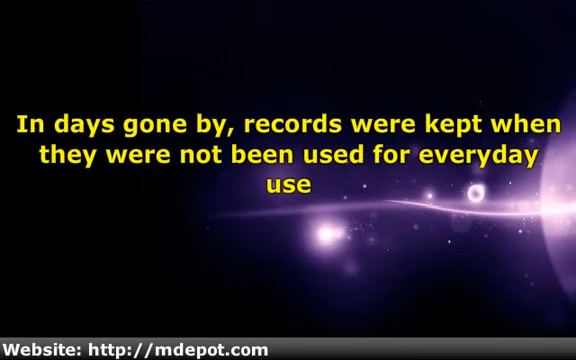 In days gone by, records were kept when
they were not been used for everyday
use
Website: http://mdepot.com